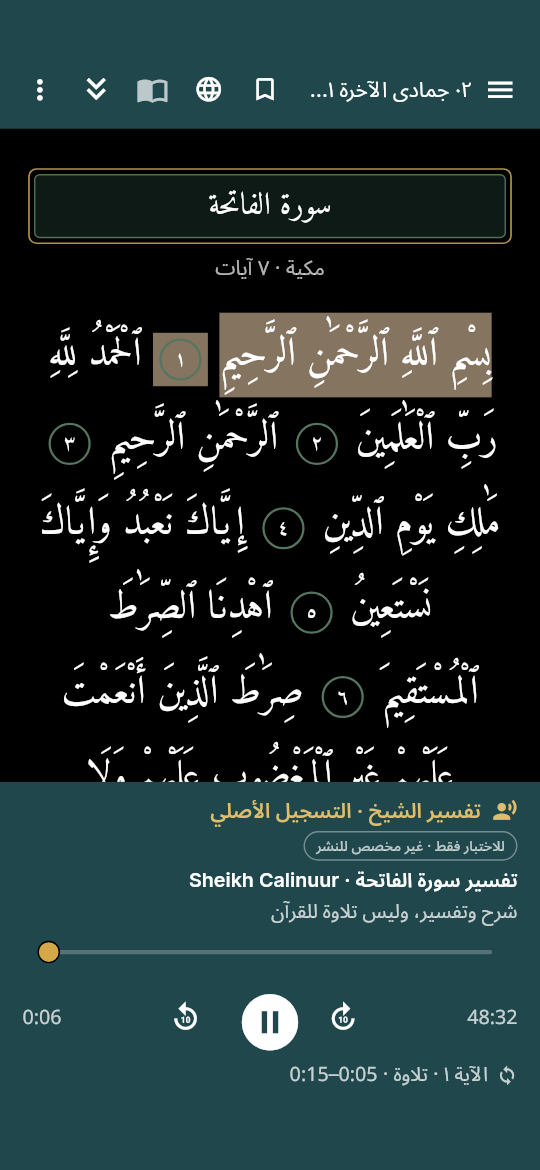 ٠٢ جمادى الآخرة ١...
سورة الفاتحة
مكية · ٧ آيات
بِسْمِ ٱللَّهِ ٱلرَّحْمَٰنِ ٱلرَّحِيمِ ١ ٱلْحَمْدُ لِلَّهِ
رَبِّ ٱلْعَٰلَمِينَ ٢ ٱلرَّحْمَٰنِ ٱلرَّحِيمِ ٣
مَٰلِكِ يَوْمِ ٱلدِّينِ ٤ إِيَّاكَ نَعْبُدُ وَإِيَّاكَ
نَسْتَعِينُ ٥ ٱهْدِنَا ٱلصِّرَٰطَ
ٱلْمُسْتَقِيمَ ٦ صِرَٰطَ ٱلَّذِينَ أَنْعَمْتَ
عَلَيْهِمْ غَيْرِ ٱلْمَغْضُوبِ عَلَيْهِمْ وَلَا
تفسير الشيخ · التسجيل الأصلي
للاختبار فقط · غير مخصص للنشر
تفسير سورة الفاتحة · Sheikh Calinuur
شرح وتفسير، وليس تلاوة للقرآن
0:06 10 10 48:32
الآية ١ · تلاوة · 0:05–0:15